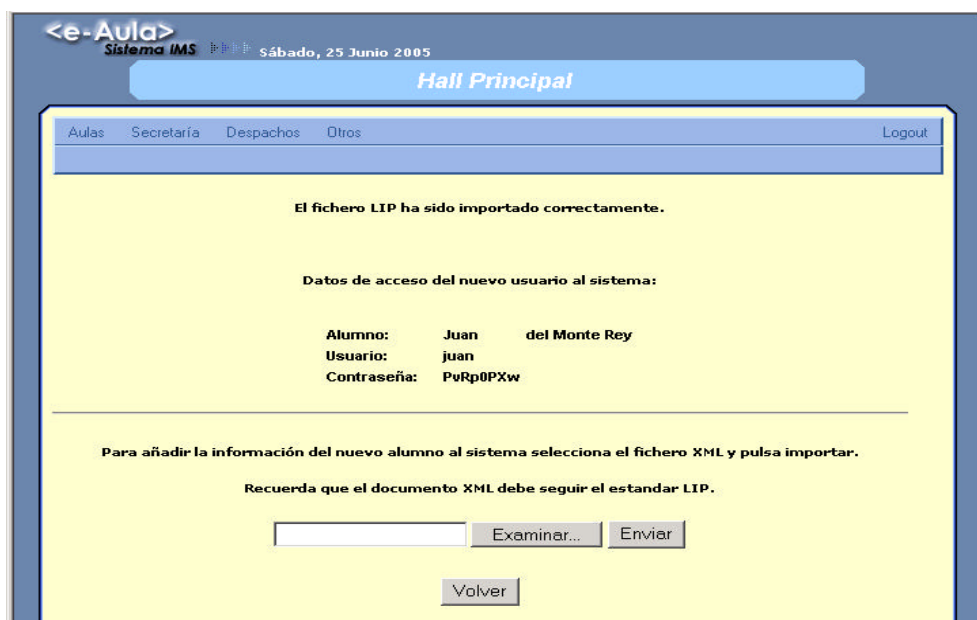 <e-Aula>
Sistema IMS Sábado, 25 Junio 2005
Hall Principal
Aulas Secretaría Despachos Otros Logout
El fichero LIP ha sido importado correctamente.
Datos de acceso del nuevo usuario al sistema:
Alumno: Juan del Monte Rey
Usuario: juan
Contraseña: PvRp0PXw
Para añadir la información del nuevo alumno al sistema selecciona el fichero XML y pulsa importar.
Recuerda que el documento XML debe seguir el estandar LIP.
Examinar... Enviar
Volver